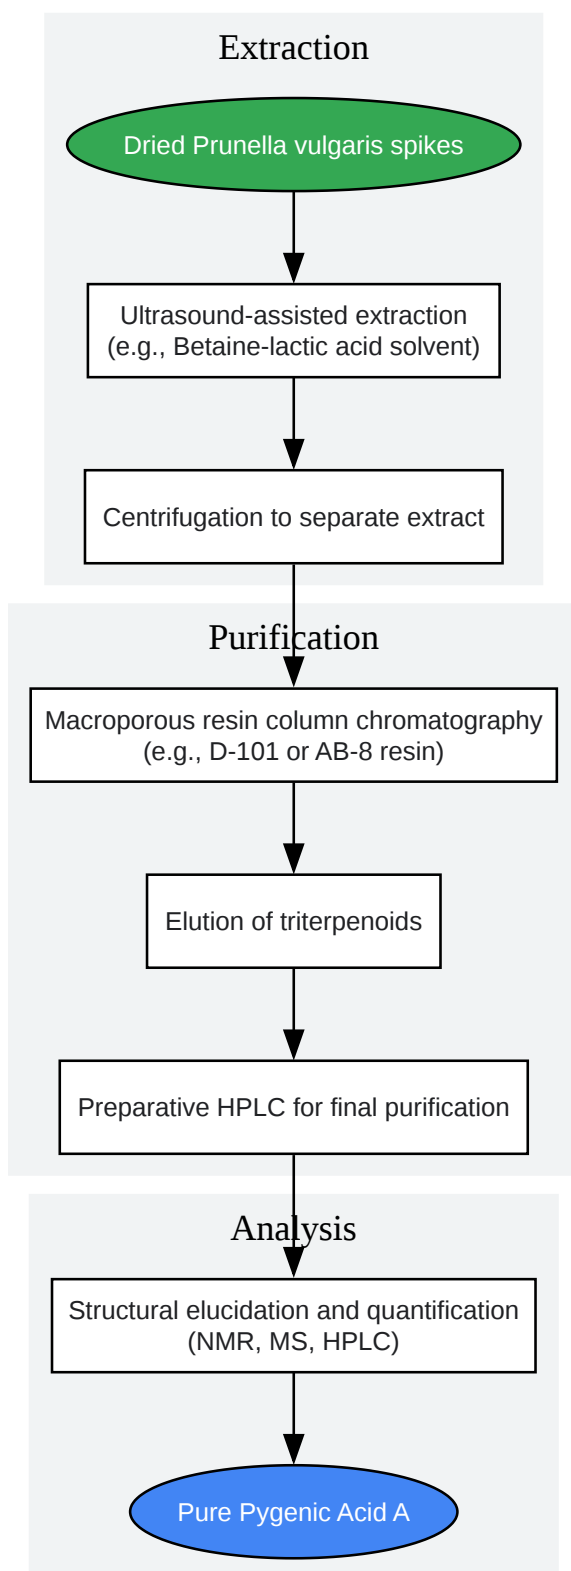 Extraction
Dried Prunella vulgaris spikes
Ultrasound-assisted extraction
(e.g., Betaine-lactic acid solvent)
Centrifugation to separate extract
Purification
Macroporous resin column chromatography
(e.g., D-101 or AB-8 resin)
Elution of triterpenoids
Preparative HPLC for final purification
Analysis
Structural elucidation and quantification
(NMR, MS, HPLC)
Pure Pygenic Acid A